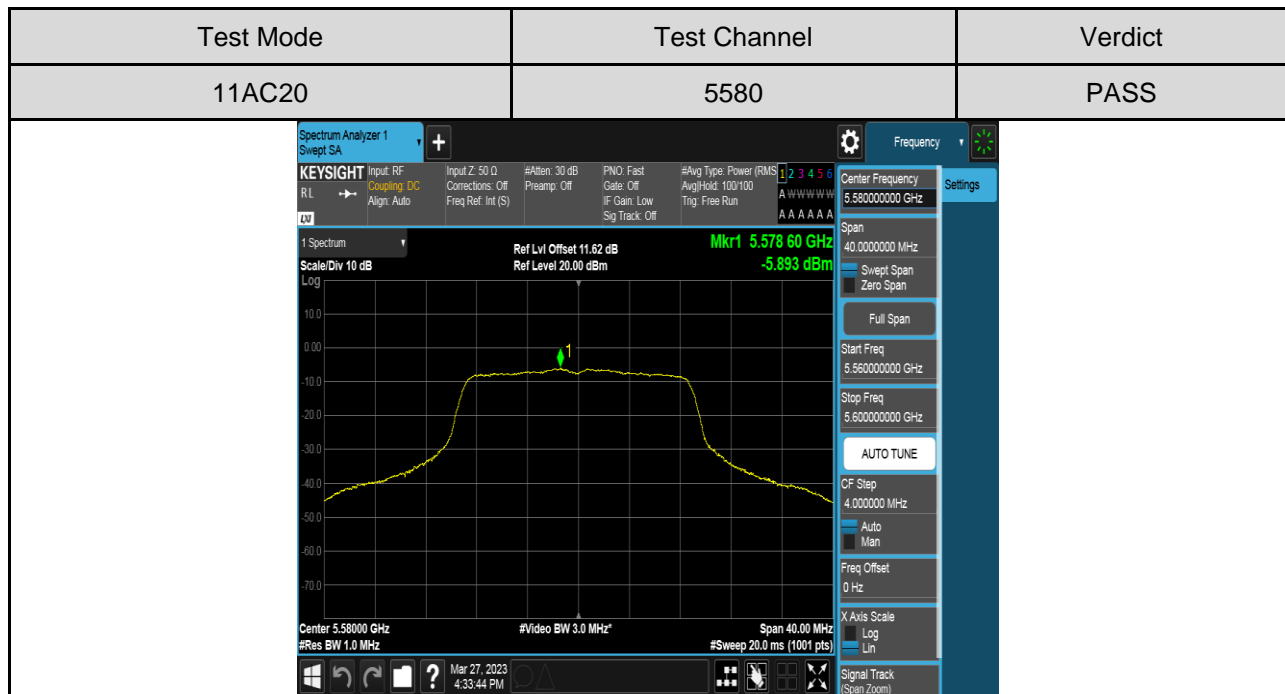 Test Mode Test Channel Verdict
11AC20 5580 PASS
Spectrum Analyzer 1
Swept SA
+
Frequency
KEYSIGHT Input: RF Input Z: 50 Ω #Atten: 30 dB PNO: Fast #Avg Type: Power (RMS 1 2 3 4 5 6
RL Coupling: DC Corrections: Off Preamp: Off Gate: Off Avg|Hold: 100/100 A W W W W W
Align: Auto Freq Ref: Int (S) IF Gain: Low Trig: Free Run
Sig Track: Off A A A A A A
LXI
1 Spectrum
Ref Lvl Offset 11.62 dB
Mkr1 5.578 60 GHz
Scale/Div 10 dB Ref Level 20.00 dBm -5.893 dBm
Log
10.0
0.00
-10.0
-20.0
-30.0
-40.0
-50.0
-60.0
-70.0
1
Center 5.58000 GHz #Video BW 3.0 MHz* Span 40.00 MHz
#Res BW 1.0 MHz #Sweep 20.0 ms (1001 pts)
? Mar 27, 2023
4:33:44 PM
Center Frequency
5.580000000 GHz
Settings
Span
40.0000000 MHz
Swept Span
Zero Span
Full Span
Start Freq
5.560000000 GHz
Stop Freq
5.600000000 GHz
AUTO TUNE
CF Step
4.000000 MHz
Auto
Man
Freq Offset
0 Hz
X Axis Scale
Log
Lin
Signal Track
(Span Zoom)